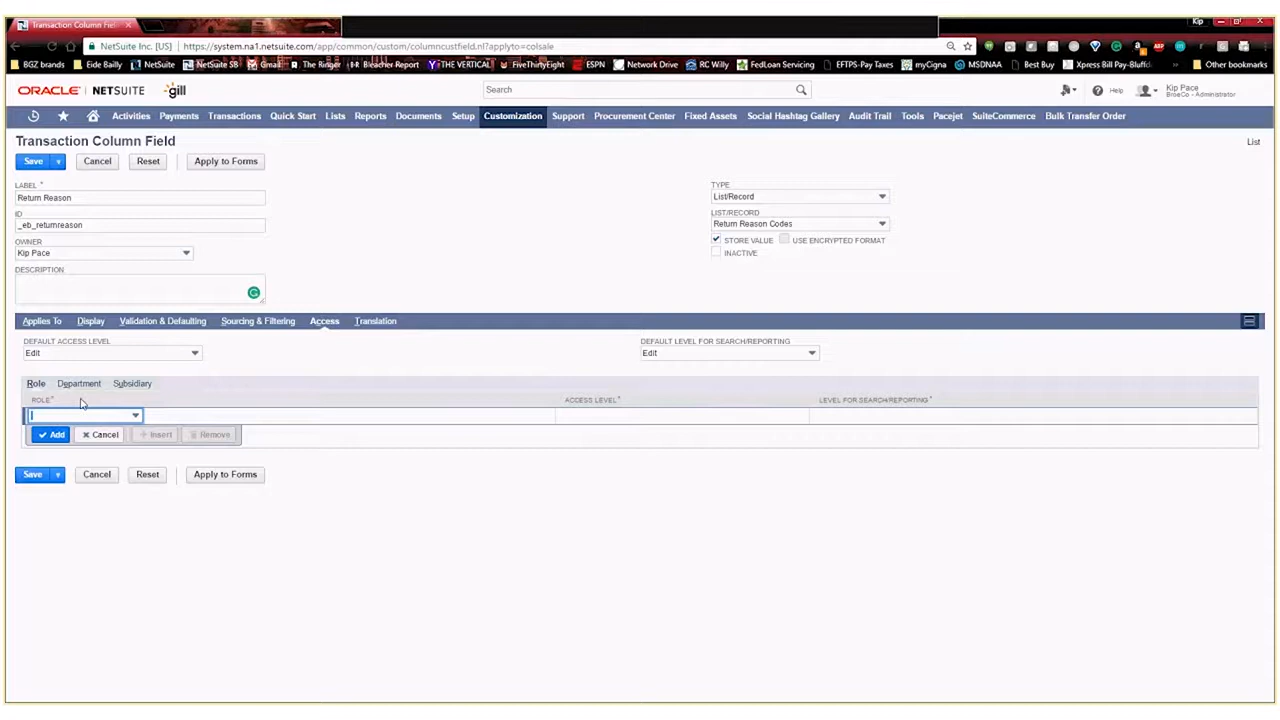 Transaction Column Fiel
Kip
NetSuite Inc. [US] https://system.na1.netsuite.com/app/common/custom/columncustfield.nl?applyto=colsale
BGZ brands Eide Bailly NetSuite NetSuite SB Gmail The Ringer Bleacher Report THE VERTICAL FiveThirtyEight ESPN Network Drive RC Willy FedLoan Servicing EFTPS-Pay Taxes myCigna MSDNAA Best Buy Xpress Bill Pay-Bluffd » Other bookmarks
ORACLE NETSUITE gill Search Help Kip Pace
BroeCo - Administrator
Activities Payments Transactions Quick Start Lists Reports Documents Setup Customization Support Procurement Center Fixed Assets Social Hashtag Gallery Audit Trail Tools Pacejet SuiteCommerce Bulk Transfer Order
Transaction Column Field List
Save Cancel Reset Apply to Forms
LABEL * TYPE
Return Reason List/Record
ID LIST/RECORD
_eb_returnreason Return Reason Codes
OWNER STORE VALUE USE ENCRYPTED FORMAT
Kip Pace INACTIVE
DESCRIPTION
Applies To Display Validation & Defaulting Sourcing & Filtering Access Translation
DEFAULT ACCESS LEVEL DEFAULT LEVEL FOR SEARCH/REPORTING
Edit Edit
Role Department Subsidiary
ROLE * ACCESS LEVEL * LEVEL FOR SEARCH/REPORTING *
Add Cancel Insert Remove
Save Cancel Reset Apply to Forms